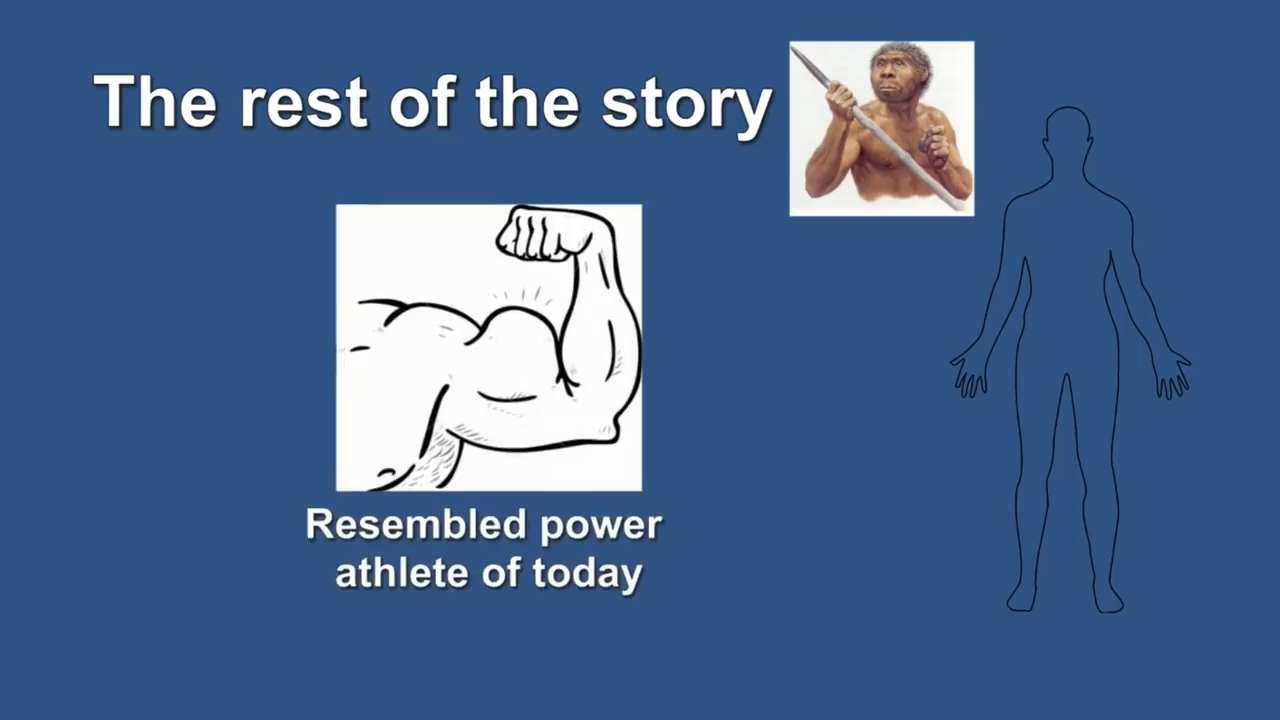 The rest of the story
Resembled power
athlete of today